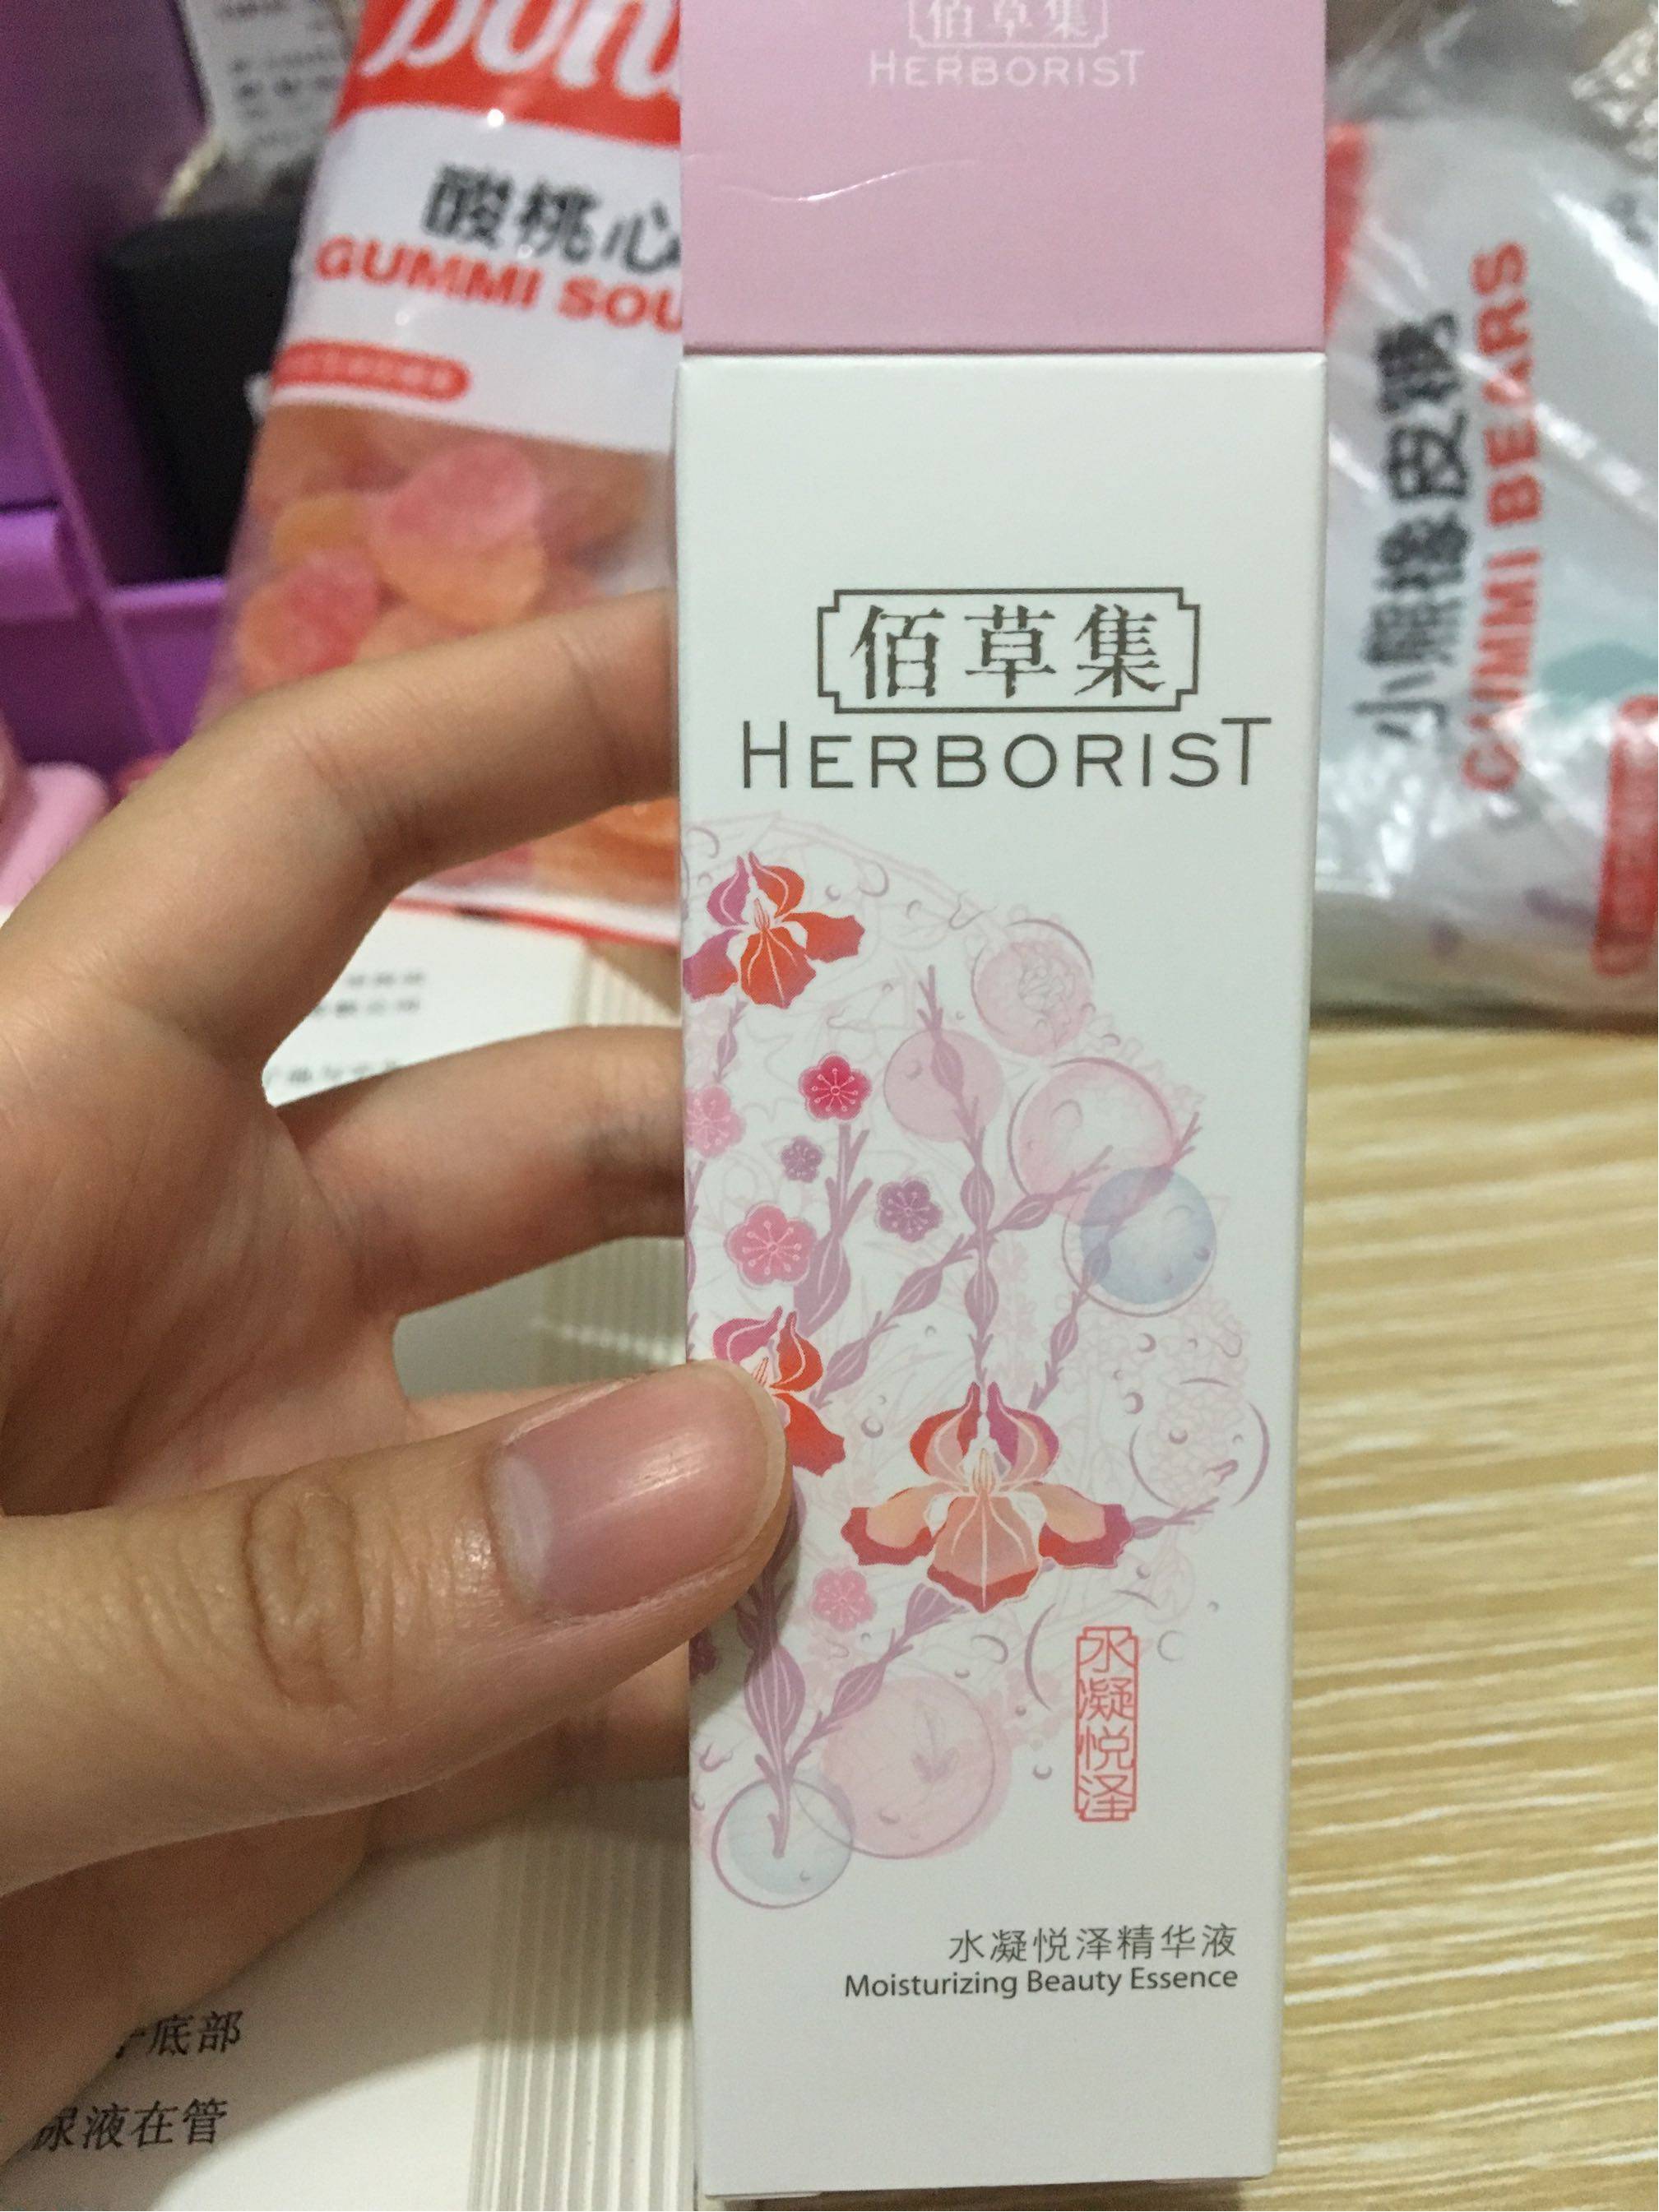 佰草集
HERBORIST
酸桃心
GUMMI SOU
小熊橡皮糖
GUMMI BEARS
佰草集
HERBORIST
水凝悦泽
水凝悦泽精华液
Moisturizing Beauty Essence
底部
尿液在管